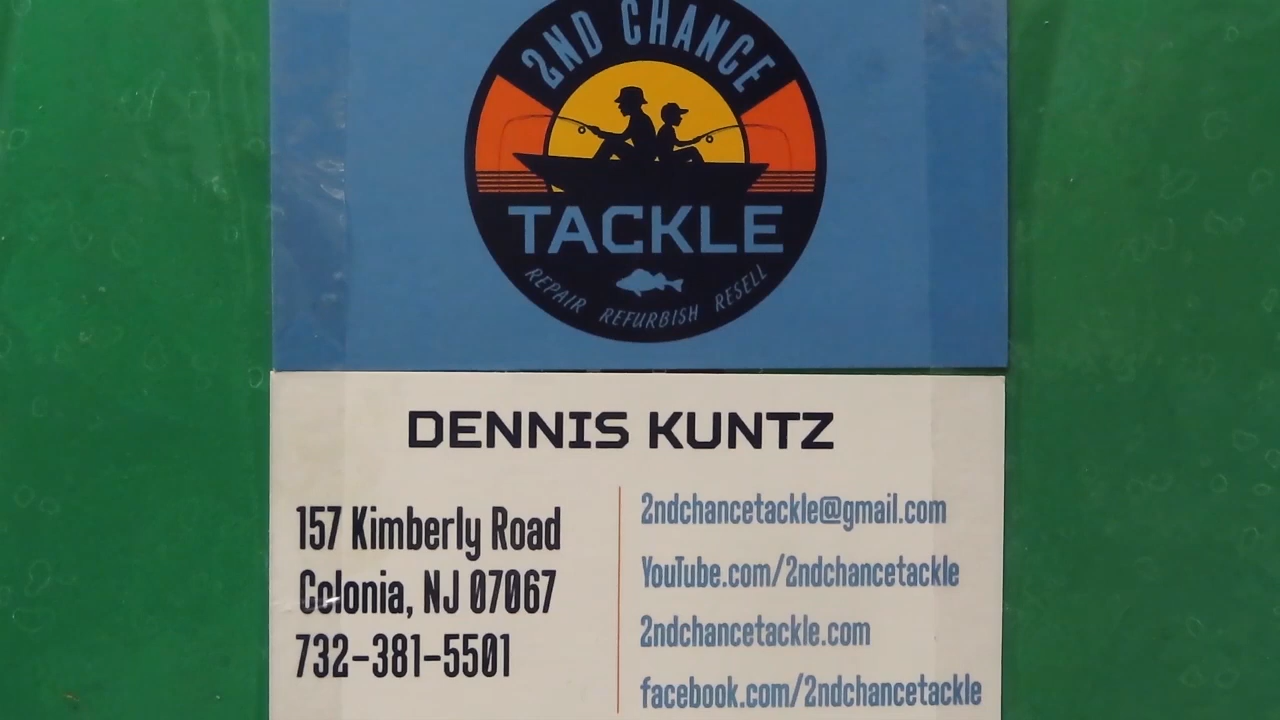 2ND CHANCE
TACKLE
REPAIR REFURBISH RESELL
DENNIS KUNTZ
157 Kimberly Road
Colonia, NJ 07067
732-381-5501
2ndchancetackle@gmail.com
YouTube.com/2ndchancetackle
2ndchancetackle.com
facebook.com/2ndchancetackle